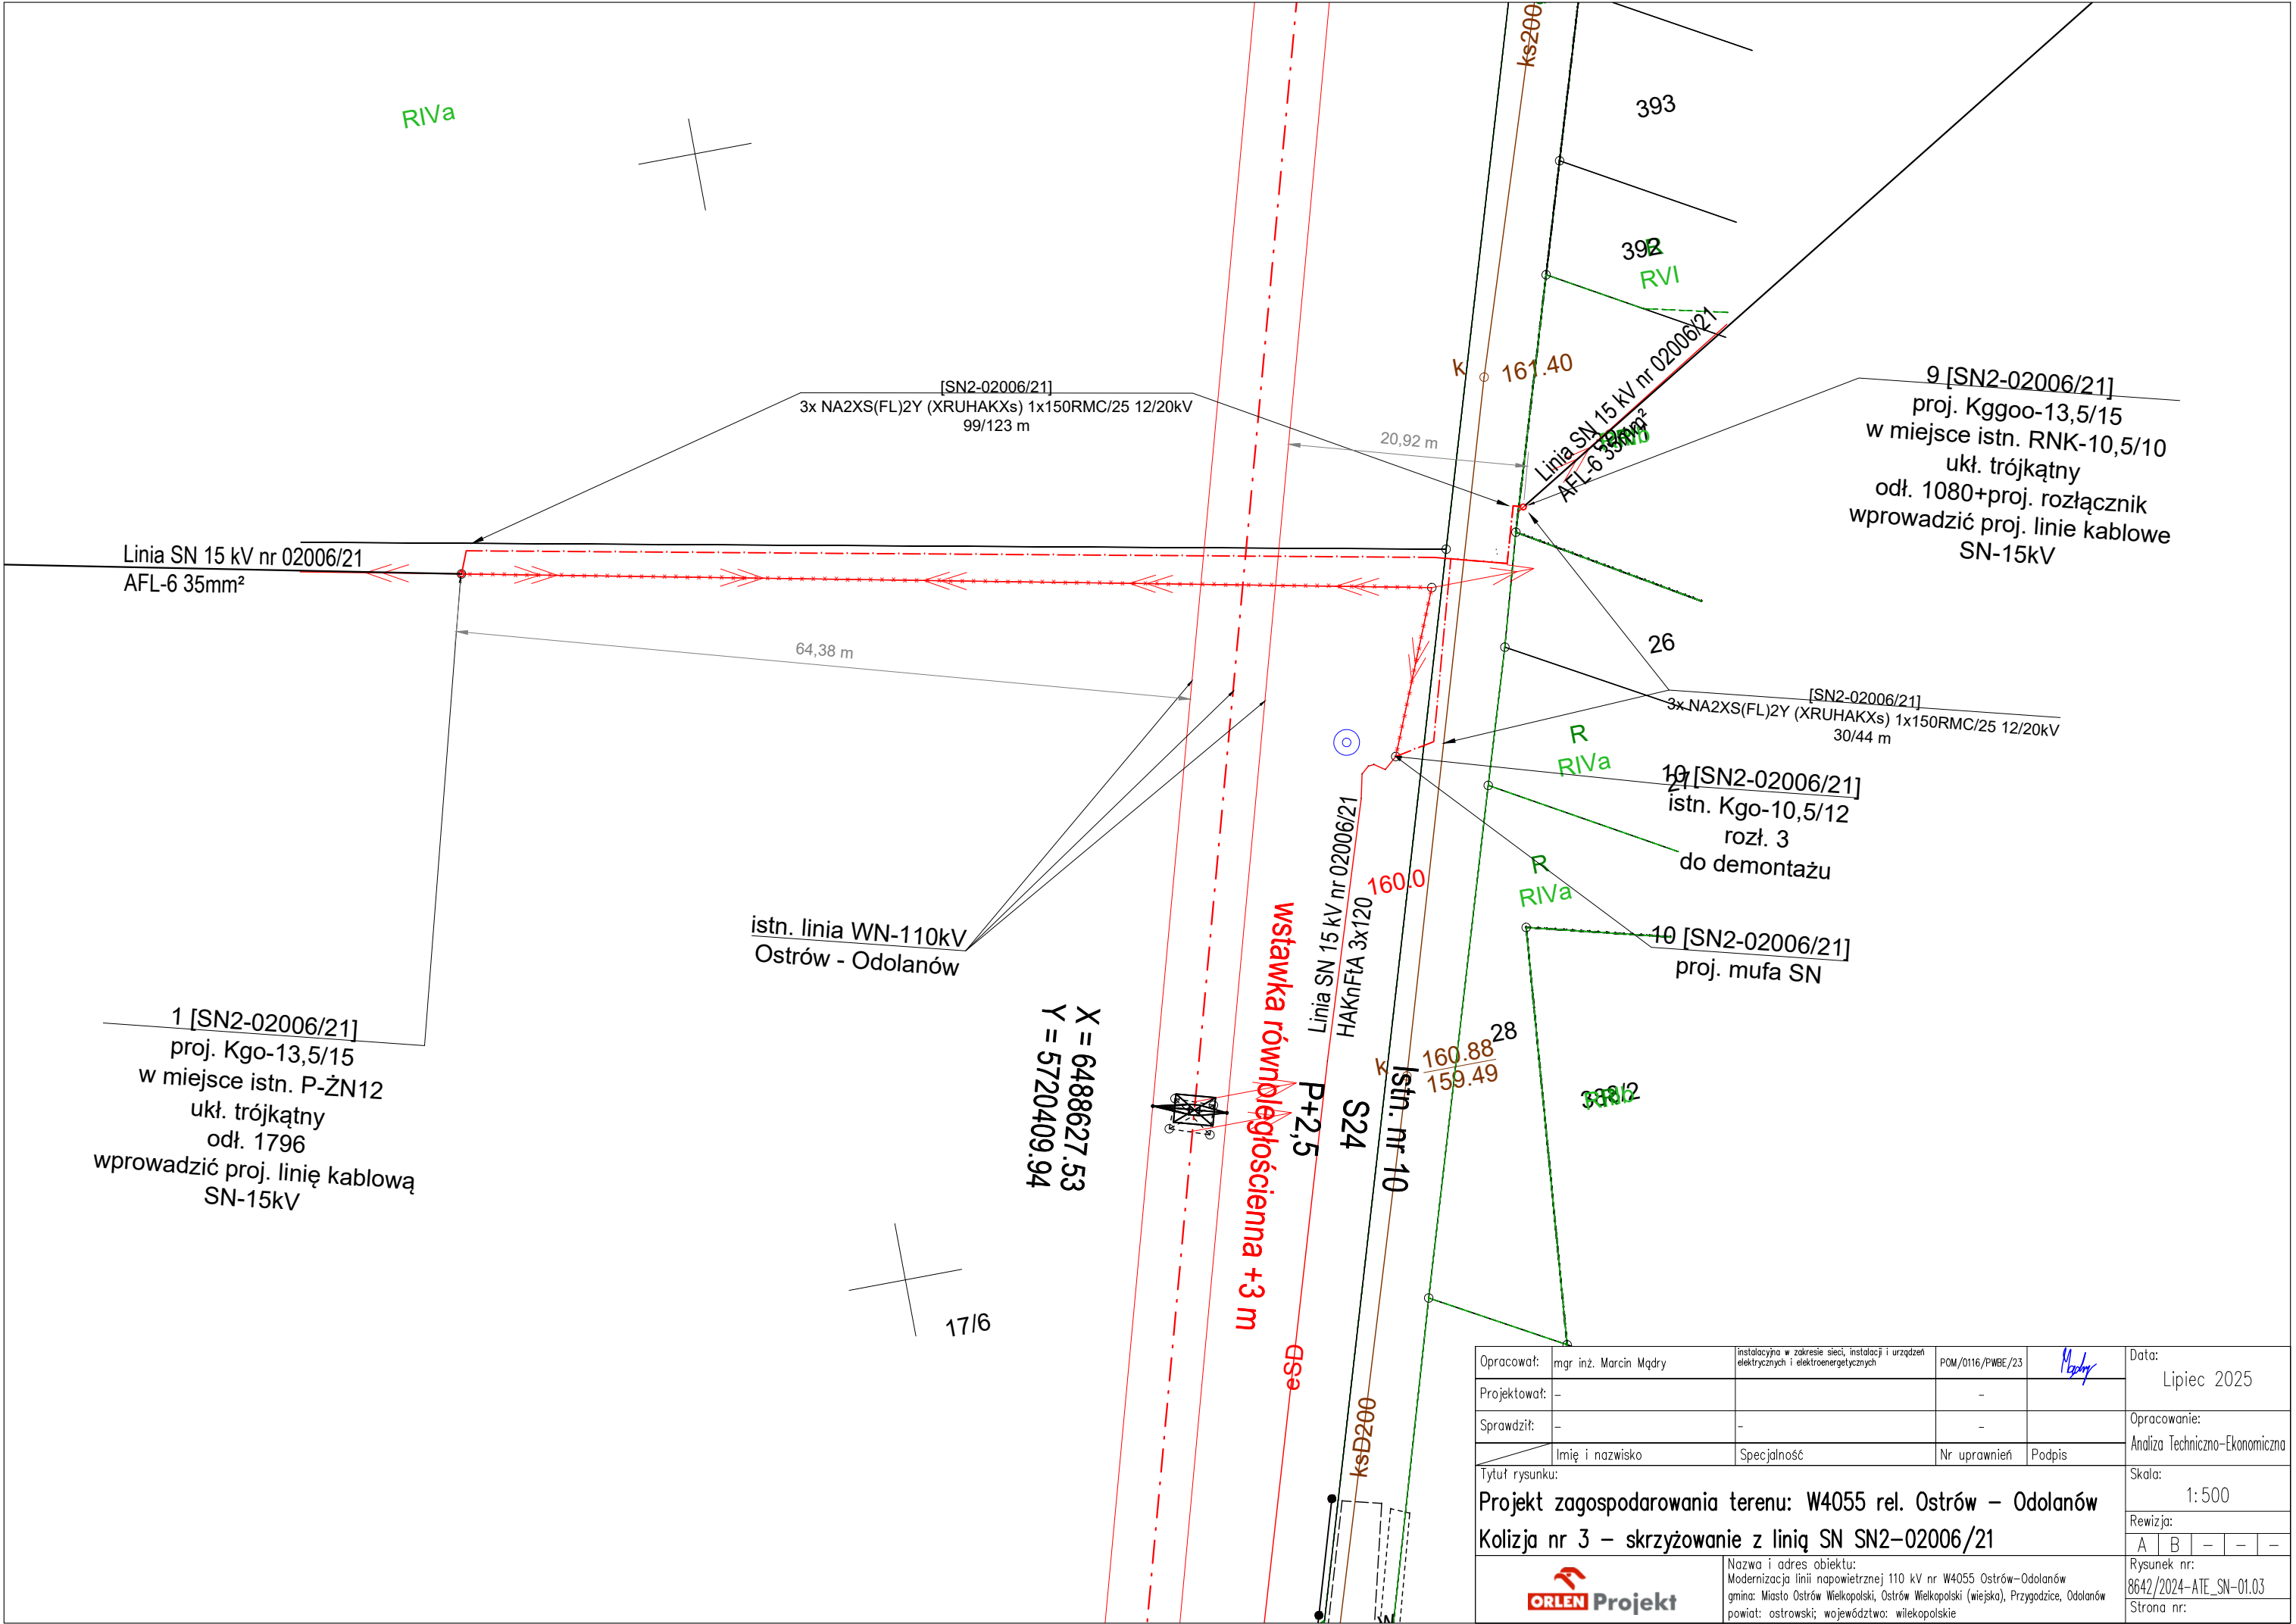 RIVa
ks200
393
392
R
RVI
k
161.40
[SN2-02006/21]
3x NA2XS(FL)2Y (XRUHAKXs) 1x150RMC/25 12/20kV
99/123 m
20,92 m
Linia SN 15 kV nr 02006/21
AFL-6 35mm²
9 [SN2-02006/21]
proj. Kggoo-13,5/15
w miejsce istn. RNK-10,5/10
ukł. trójkątny
odł. 1080+proj. rozłącznik
wprowadzić proj. linie kablowe
SN-15kV
Linia SN 15 kV nr 02006/21
AFL-6 35mm²
64,38 m
26
[SN2-02006/21]
3x NA2XS(FL)2Y (XRUHAKXs) 1x150RMC/25 12/20kV
30/44 m
R
RIVa
27
10 [SN2-02006/21]
istn. Kgo-10,5/12
rozł. 3
do demontażu
R
RIVa
10 [SN2-02006/21]
proj. mufa SN
istn. linia WN-110kV
Ostrów - Odolanów
Linia SN 15 kV nr 02006/21
HAKnFtA 3x120
160.0
wstawka równoległościenna +3 m
X = 6488627.53
Y = 5720409.94
P+2,5
S24
Istn. nr 10
k
160.88
159.49
28
388/2
1 [SN2-02006/21]
proj. Kgo-13,5/15
w miejsce istn. P-ŻN12
ukł. trójkątny
odł. 1796
wprowadzić proj. linię kablową
SN-15kV
17/6
eSD
ksD200
Opracował: mgr inż. Marcin Mądry instalacyjna w zakresie sieci, instalacji i urządzeń
elektrycznych i elektroenergetycznych POM/0116/PWBE/23 Mądry
Data:
Lipiec 2025
Projektował: - -
Sprawdził: - - -
Imię i nazwisko Specjalność Nr uprawnień Podpis
Opracowanie:
Analiza Techniczno-Ekonomiczna
Tytuł rysunku:
Projekt zagospodarowania terenu: W4055 rel. Ostrów – Odolanów
Kolizja nr 3 – skrzyżowanie z linią SN SN2-02006/21
Skala:
1:500
Rewizja:
A B - - -
ORLEN Projekt
Nazwa i adres obiektu:
Modernizacja linii napowietrznej 110 kV nr W4055 Ostrów-Odolanów
gmina: Miasto Ostrów Wielkopolski, Ostrów Wielkopolski (wiejska), Przygodzice, Odolanów
powiat: ostrowski; województwo: wilekopolskie
Rysunek nr:
8642/2024-ATE_SN-01.03
Strona nr: